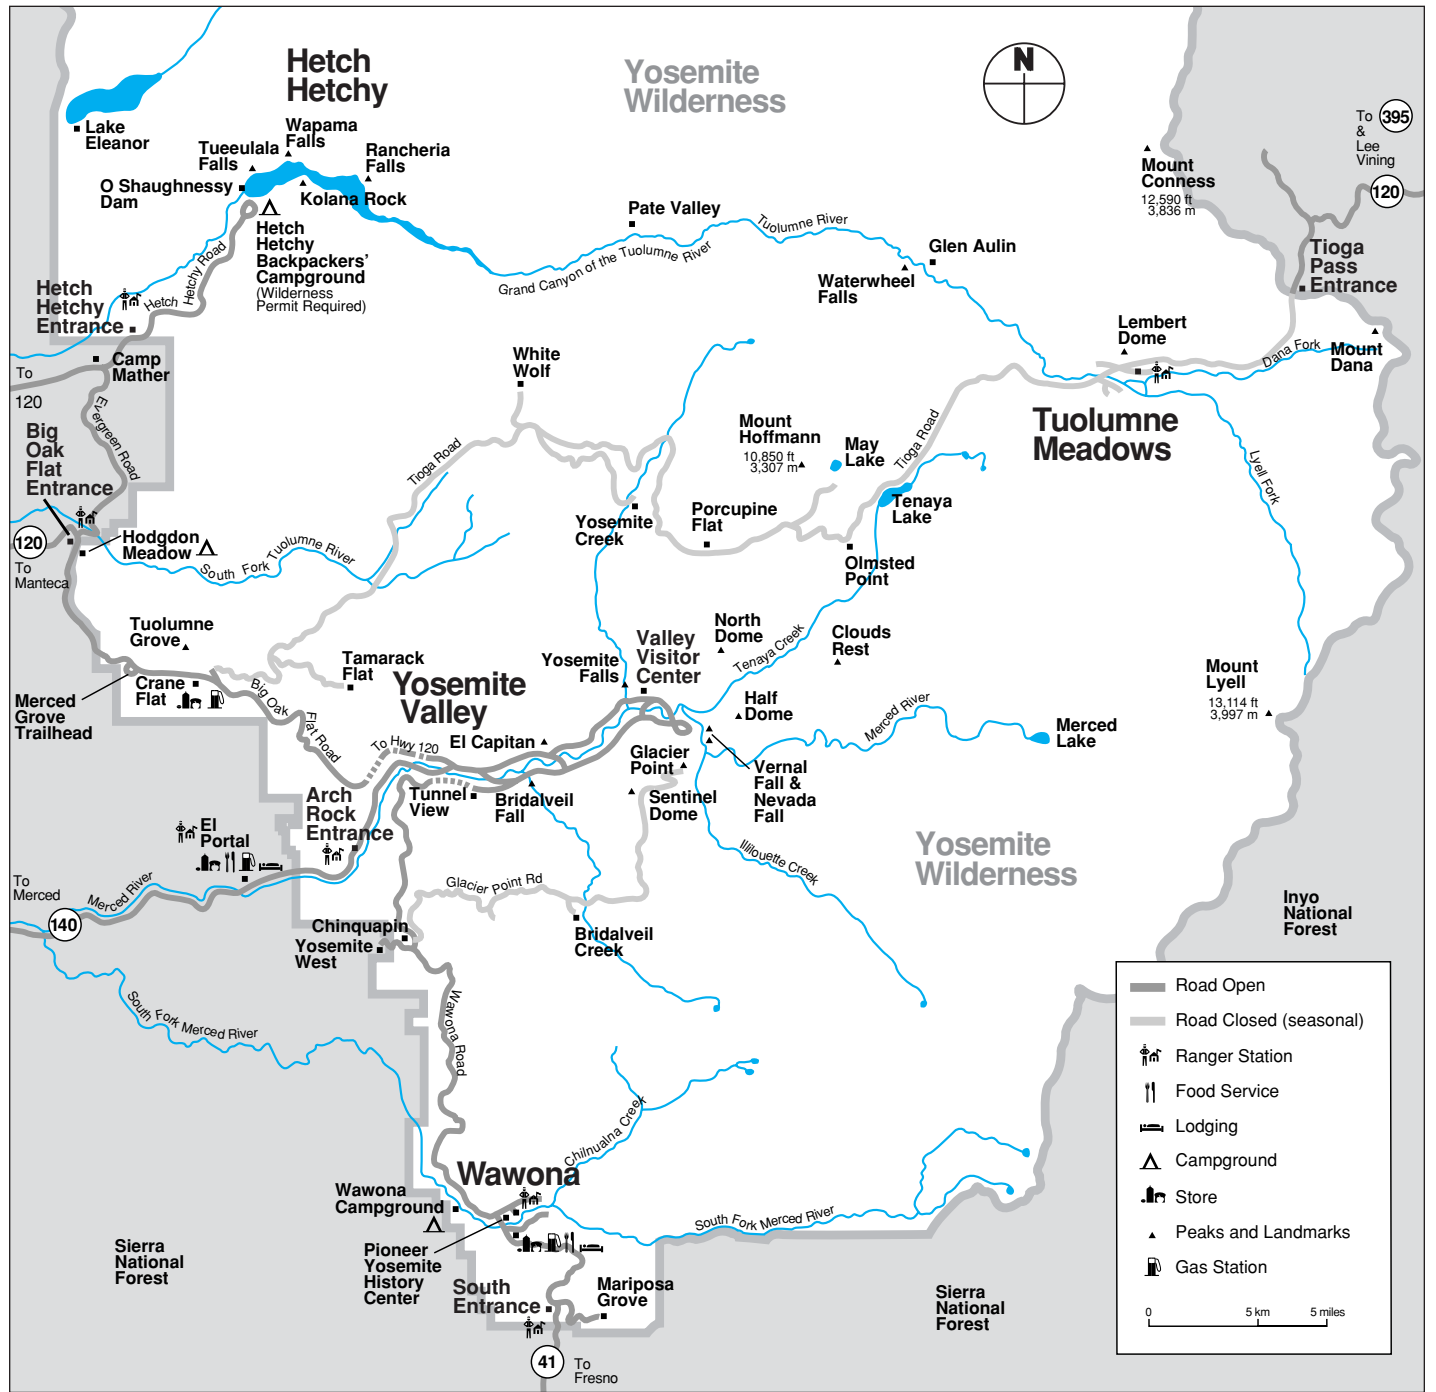 Hetch
Hetchy
Yosemite
Wilderness
N
To 395
&
Lee
Vining
120
Lake
Eleanor
Wapama
Falls
Tueeulala
Falls
Rancheria
Falls
O Shaughnessy
Dam
Kolana Rock
Mount
Conness
12,590 ft
3,836 m
Hetch
Hetchy
Backpackers'
Campground
(Wilderness
Permit Required)
Pate Valley
Tuolumne River
Grand Canyon of the Tuolumne River
Glen Aulin
Waterwheel
Falls
Tioga
Pass
Entrance
Hetch Hetchy Road
Hetch
Hetchy
Entrance
Camp
Mather
To
120
Lembert
Dome
Dana Fork
Mount
Dana
White
Wolf
Evergreen Road
Big
Oak
Flat
Entrance
Tioga Road
Mount
Hoffmann
10,850 ft
3,307 m
May
Lake
Tioga Road
Tuolumne
Meadows
Lyell Fork
Tenaya
Lake
Yosemite
Creek
Porcupine
Flat
Olmsted
Point
120
To
Manteca
Hodgdon
Meadow
South Fork Tuolumne River
Tuolumne
Grove
Crane
Flat
Merced
Grove
Trailhead
Tamarack
Flat
Yosemite
Valley
Yosemite
Falls
Valley
Visitor
Center
North
Dome
Tenaya Creek
Clouds
Rest
Half
Dome
Merced River
Merced
Lake
Mount
Lyell
13,114 ft
3,997 m
Big Oak Flat Road
To Hwy 120
El Capitan
Glacier
Point
Vernal
Fall &
Nevada
Fall
Sentinel
Dome
Arch
Rock
Entrance
Tunnel
View
Bridalveil
Fall
El
Portal
Illilouette Creek
Yosemite
Wilderness
To
Merced
Merced River
140
Glacier Point Rd
Chinquapin
Yosemite
West
Bridalveil
Creek
Inyo
National
Forest
South Fork Merced River
Wawona Road
Chilnualna Creek
Wawona
Wawona
Campground
Pioneer
Yosemite
History
Center
South Fork Merced River
South
Entrance
Mariposa
Grove
Sierra
National
Forest
Sierra
National
Forest
41
To
Fresno
Road Open
Road Closed (seasonal)
Ranger Station
Food Service
Lodging
Campground
Store
Peaks and Landmarks
Gas Station
0 5 km 5 miles